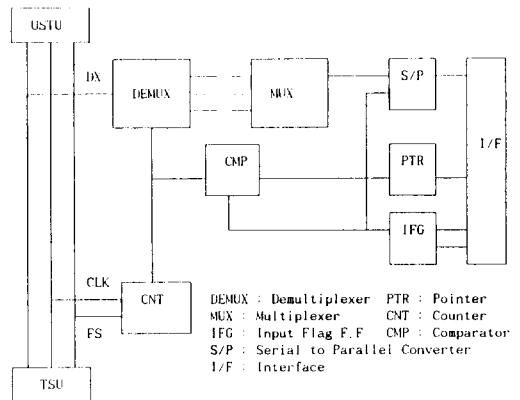 USTU
DX
DEMUX
MUX
S/P
I/F
CMP
PTR
IFG
CLK
CNT
FS
TSU
DEMUX : Demultiplexer PTR : Pointer
MUX : Multiplexer CNT : Counter
IFG : Input Flag F.F CMP : Comparator
S/P : Serial to Parallel Converter
I/F : Interface